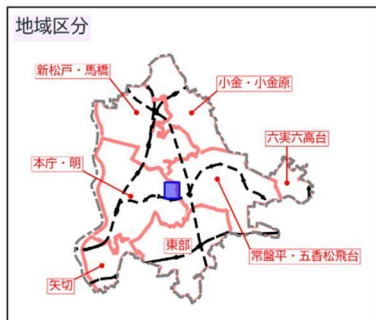 地域区分
新松戸・馬橋
小金・小金原
六実六高台
本庁・明
東部
常盤平・五香松飛台
矢切